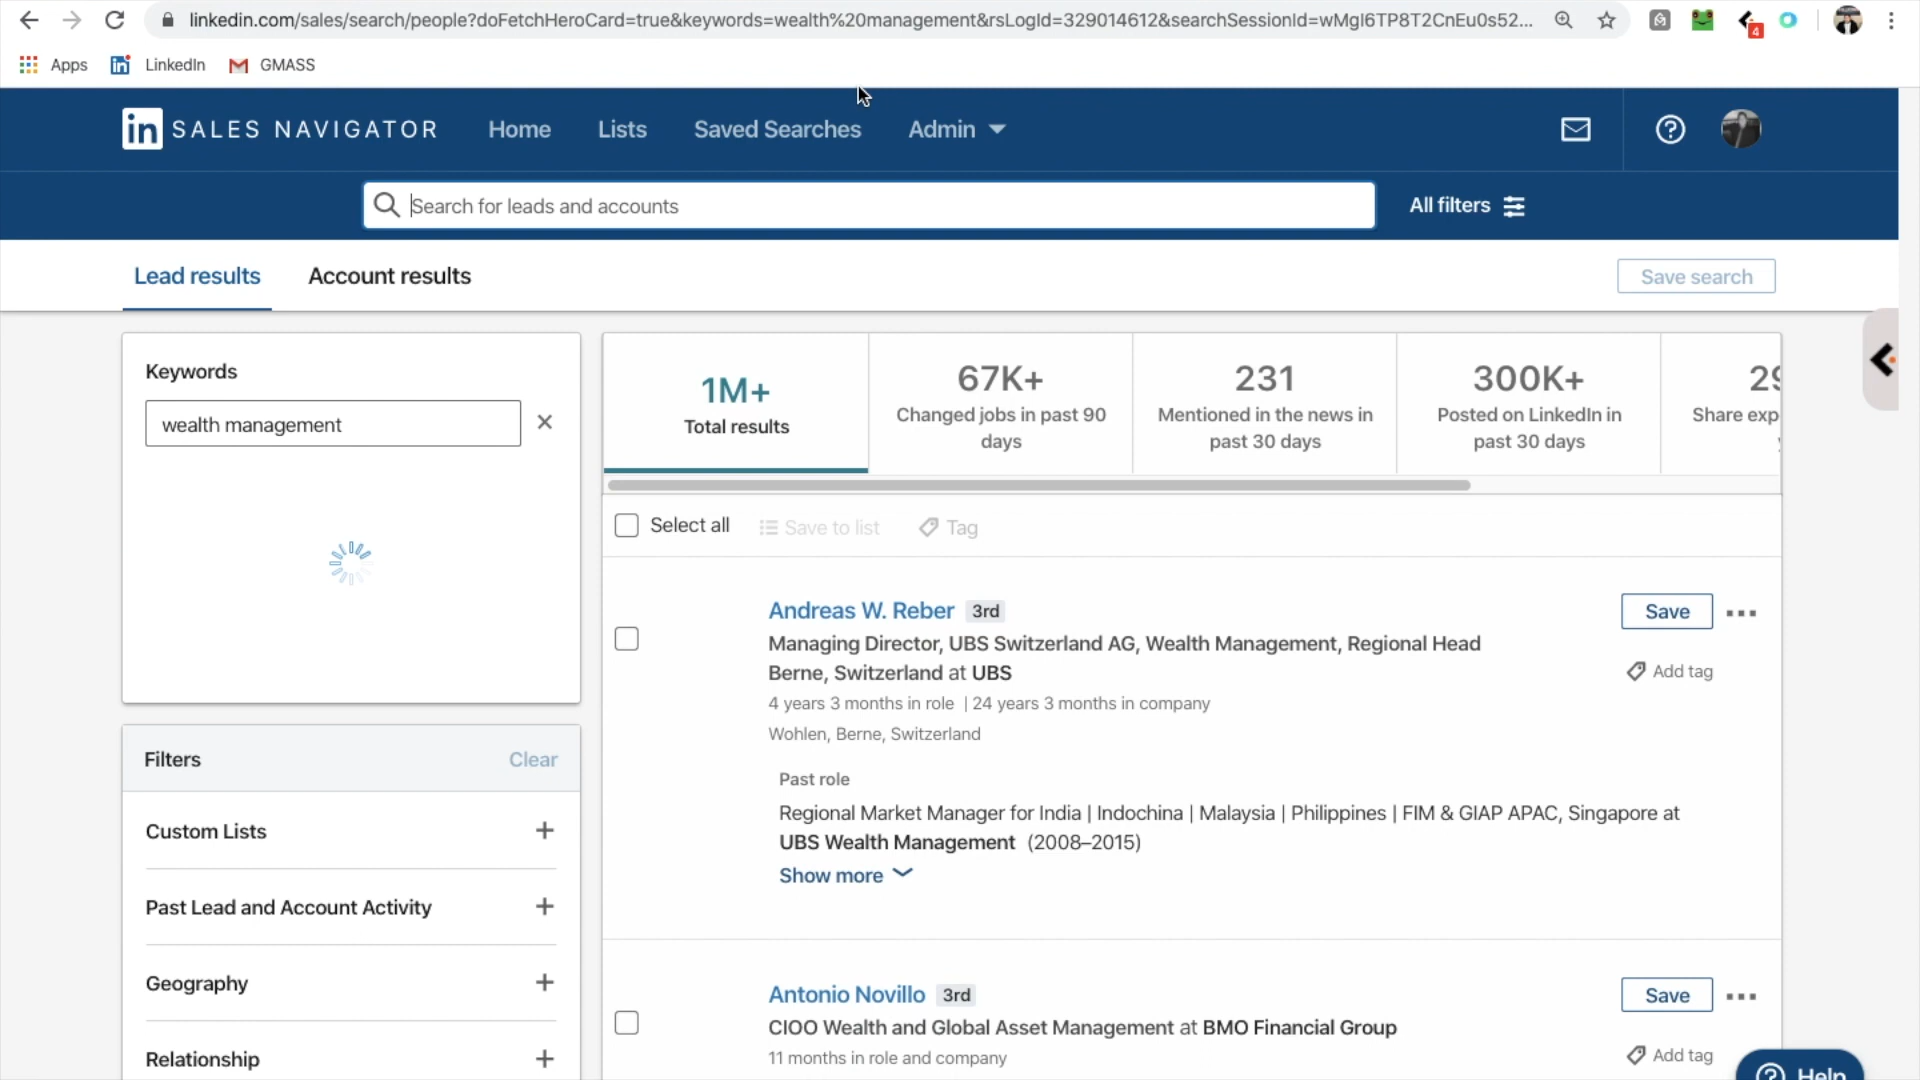 linkedin.com/sales/search/people?doFetchHeroCard=true&keywords=wealth%20management&rsLogId=329014612&searchSessionId=wMgI6TP8T2CnEu0s52...
4
Apps
LinkedIn
GMASS
in SALES NAVIGATOR
Home
Lists
Saved Searches
Admin
Search for leads and accounts
All filters
Lead results
Account results
Save search
Keywords
wealth management
1M+
Total results
67K+
Changed jobs in past 90
days
231
Mentioned in the news in
past 30 days
300K+
Posted on LinkedIn in
past 30 days
Share exp
Select all
Save to list
Tag
Andreas W. Reber 3rd
Managing Director, UBS Switzerland AG, Wealth Management, Regional Head
Berne, Switzerland at UBS
4 years 3 months in role | 24 years 3 months in company
Wohlen, Berne, Switzerland
Save
Add tag
Past role
Regional Market Manager for India | Indochina | Malaysia | Philippines | FIM & GIAP APAC, Singapore at
UBS Wealth Management (2008–2015)
Show more
Filters
Clear
Custom Lists
Past Lead and Account Activity
Geography
Relationship
Antonio Novillo 3rd
CIOO Wealth and Global Asset Management at BMO Financial Group
11 months in role and company
Save
Add tag
Help